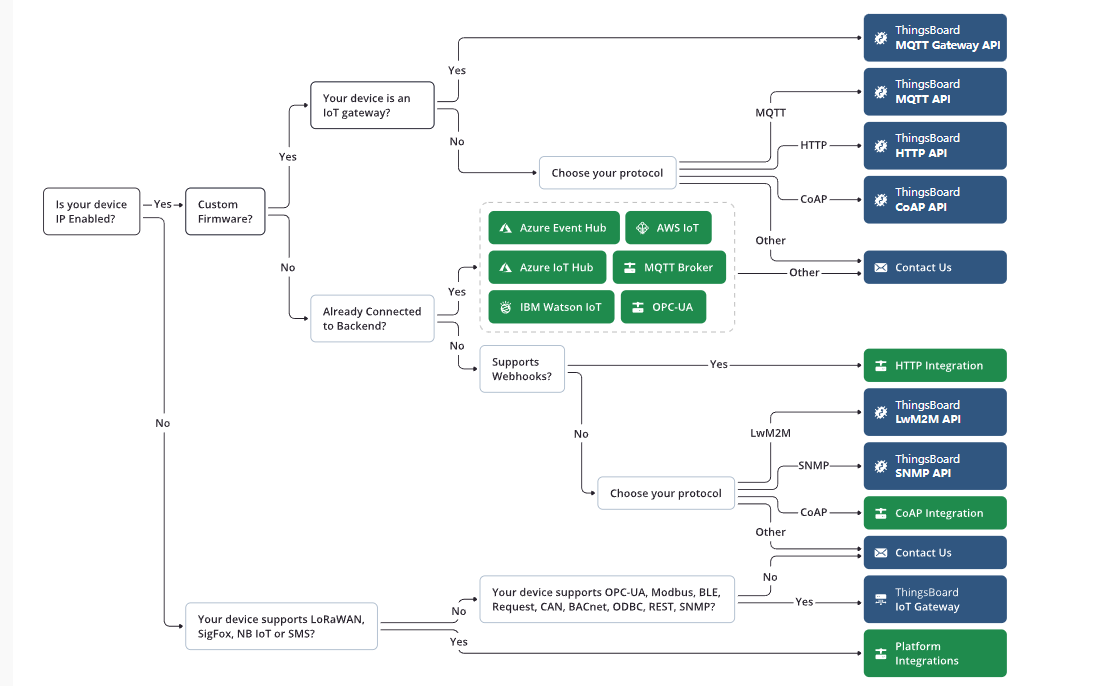 ThingsBoard
MQTT Gateway API
Yes
Your device is an
IoT gateway?
ThingsBoard
MQTT API
MQTT
No
ThingsBoard
HTTP API
HTTP
Yes
Choose your protocol
ThingsBoard
CoAP API
CoAP
Is your device
IP Enabled?
Yes
Custom
Firmware?
Azure Event Hub
AWS IoT
Other
No
Azure IoT Hub
MQTT Broker
Other
Contact Us
Yes
IBM Watson IoT
OPC-UA
Already Connected
to Backend?
No
Supports
Webhooks?
Yes
HTTP Integration
No
No
LwM2M
ThingsBoard
LwM2M API
SNMP
ThingsBoard
SNMP API
Choose your protocol
CoAP
CoAP Integration
Other
Contact Us
No
Your device supports OPC-UA, Modbus, BLE,
Request, CAN, BACnet, ODBC, REST, SNMP?
Yes
ThingsBoard
IoT Gateway
No
Your device supports LoRaWAN,
SigFox, NB IoT or SMS?
Yes
Platform
Integrations